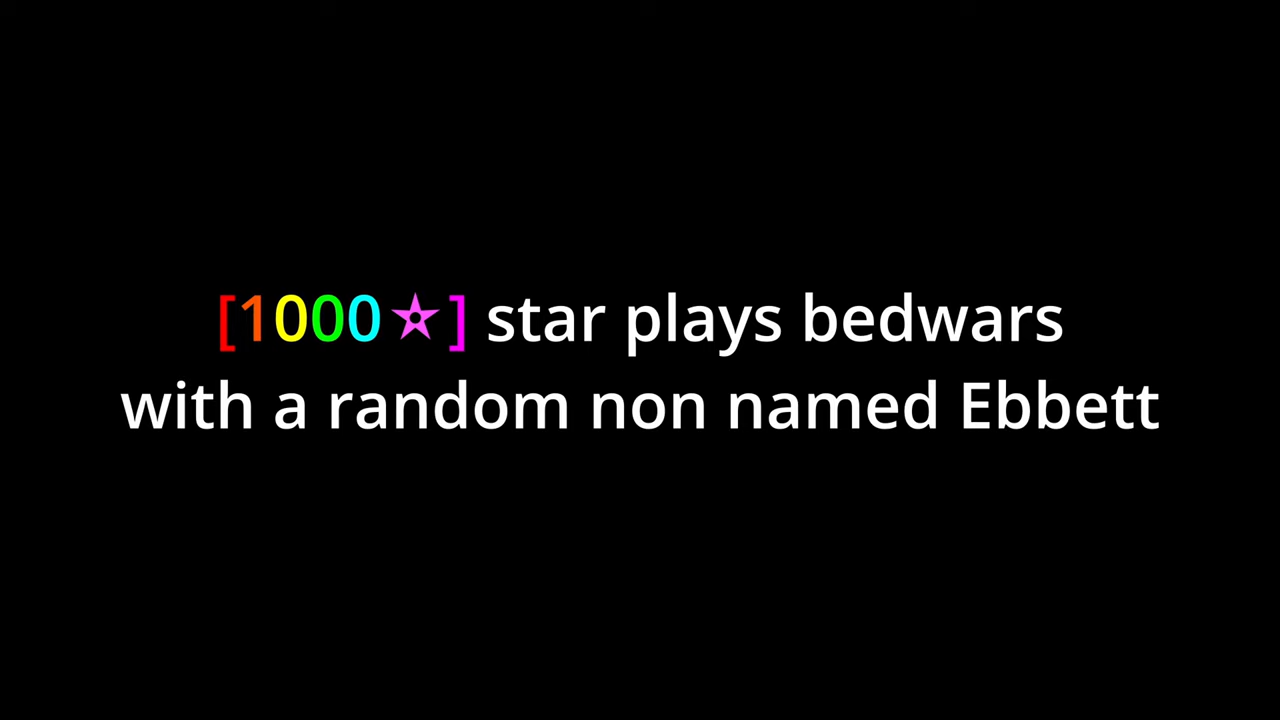 [1000✫] star plays bedwars
with a random non named Ebbett